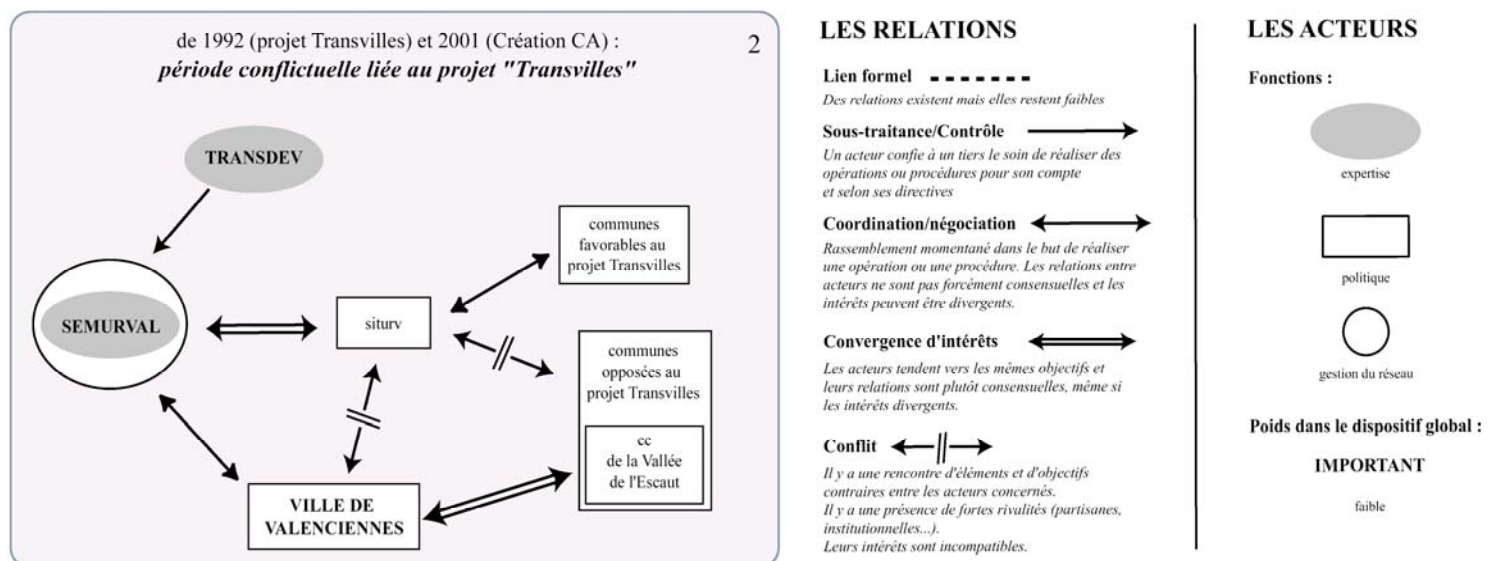 de 1992 (projet Transvilles) et 2001 (Création CA) :
2
période conflictuelle liée au projet "Transvilles"
TRANSDEV
communes
favorables au
projet Transvilles
SEMURVAL
siturv
communes
opposées au
projet Transvilles
cc
de la Vallée
de l'Escaut
VILLE DE
VALENCIENNES
LES RELATIONS
Lien formel
Des relations existent mais elles restent faibles
Sous-traitance/Contrôle
Un acteur confie à un tiers le soin de réaliser des
opérations ou procédures pour son compte
et selon ses directives
Coordination/négociation
Rassemblement momentané dans le but de réaliser
une opération ou une procédure. Les relations entre
acteurs ne sont pas forcément consensuelles et les
intérêts peuvent être divergents.
Convergence d'intérêts
Les acteurs tendent vers les mêmes objectifs et
leurs relations sont plutôt consensuelles, même si
les intérêts divergents.
Conflit
Il y a une rencontre d'éléments et d'objectifs
contraires entre les acteurs concernés.
Il y a une présence de fortes rivalités (partisanes,
institutionnelles...).
Leurs intérêts sont incompatibles.
LES ACTEURS
Fonctions :
expertise
politique
gestion du réseau
Poids dans le dispositif global :
IMPORTANT
faible